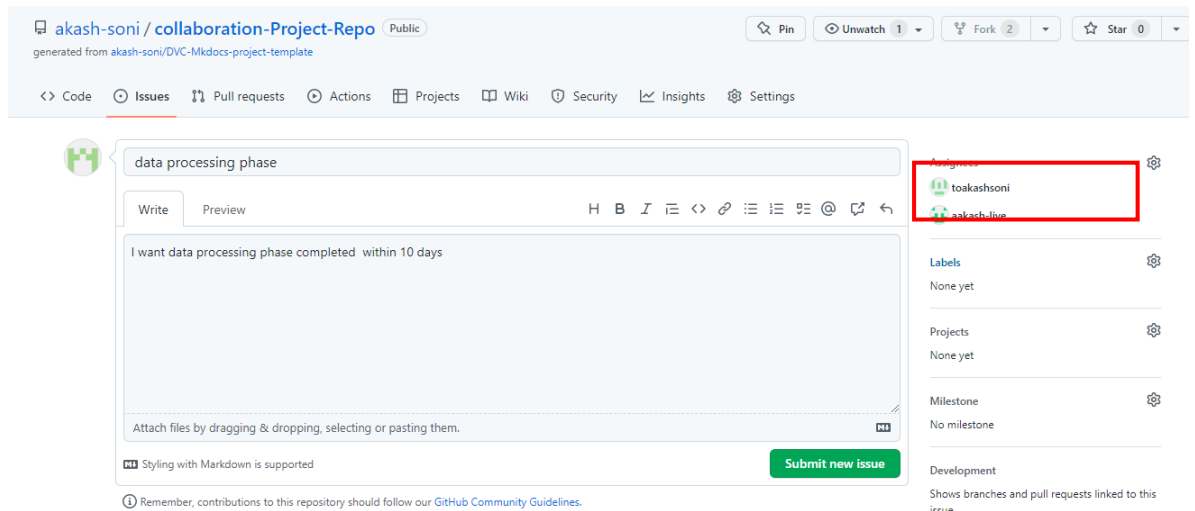 akash-soni / collaboration-Project-Repo Public
Pin Unwatch 1 Fork 2 Star 0
generated from akash-soni/DVC-Mkdocs-project-template
Code Issues Pull requests Actions Projects Wiki Security Insights Settings
data processing phase
Write Preview
I want data processing phase completed within 10 days
Attach files by dragging & dropping, selecting or pasting them.
Styling with Markdown is supported
Submit new issue
Remember, contributions to this repository should follow our GitHub Community Guidelines.
Assignees
toakashsoni
aakash-live
Labels
None yet
Projects
None yet
Milestone
No milestone
Development
Shows branches and pull requests linked to this
issue